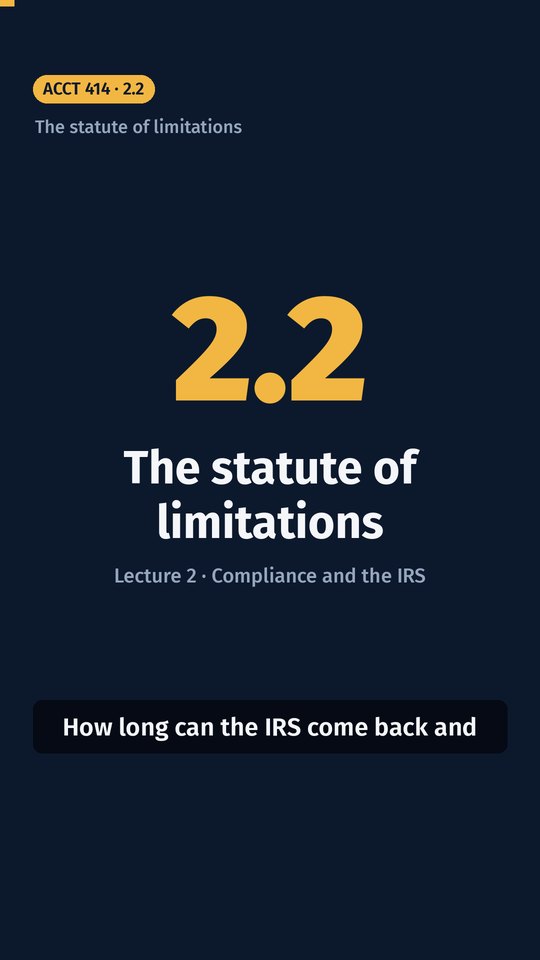 ACCT 414 · 2.2
The statute of limitations
2.2
The statute of
limitations
Lecture 2 · Compliance and the IRS
How long can the IRS come back and